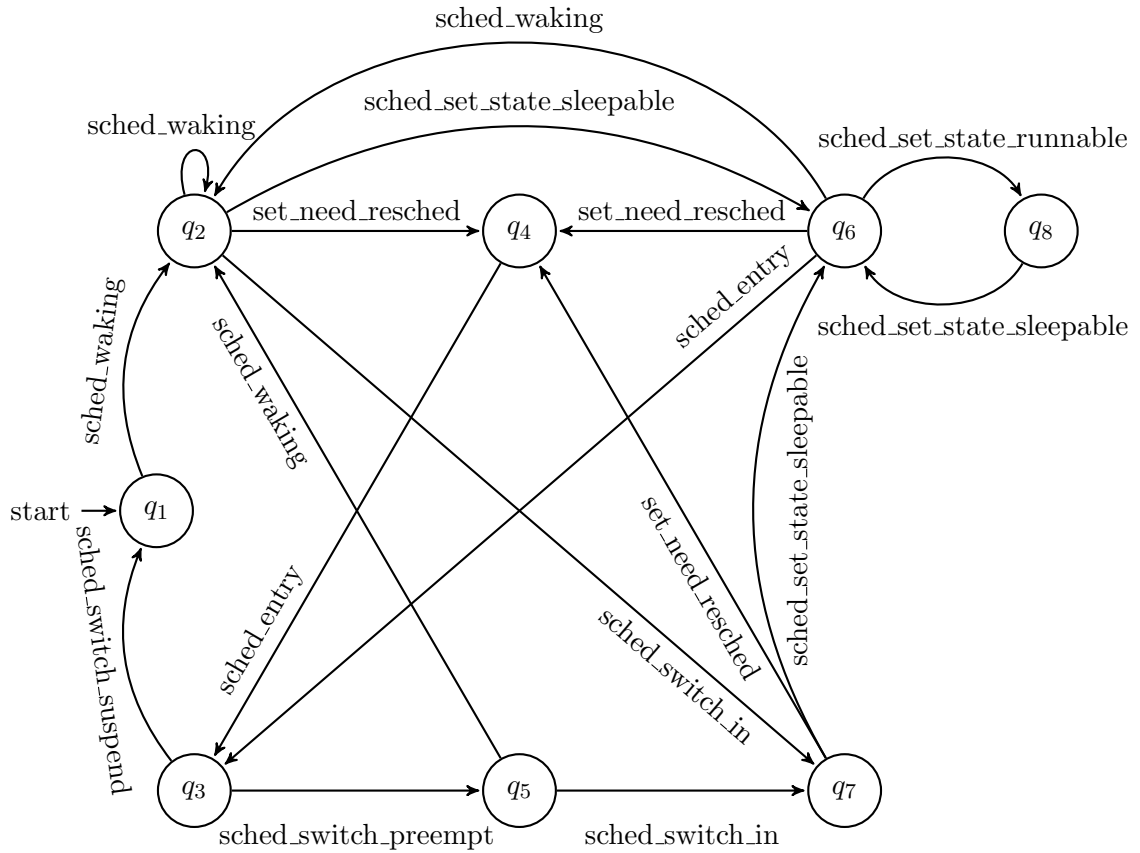 sched_waking
sched_set_state_sleepable
sched_waking
sched_set_state_runnable
q2
set_need_resched
q4
set_need_resched
q6
q8
sched_entry
sched_set_state_sleepable
sched_waking
sched_waking
sched_set_state_sleepable
start
q1
sched_switch_suspend
set_need_resched
sched_entry
sched_switch_in
q3
q5
q7
sched_switch_preempt
sched_switch_in